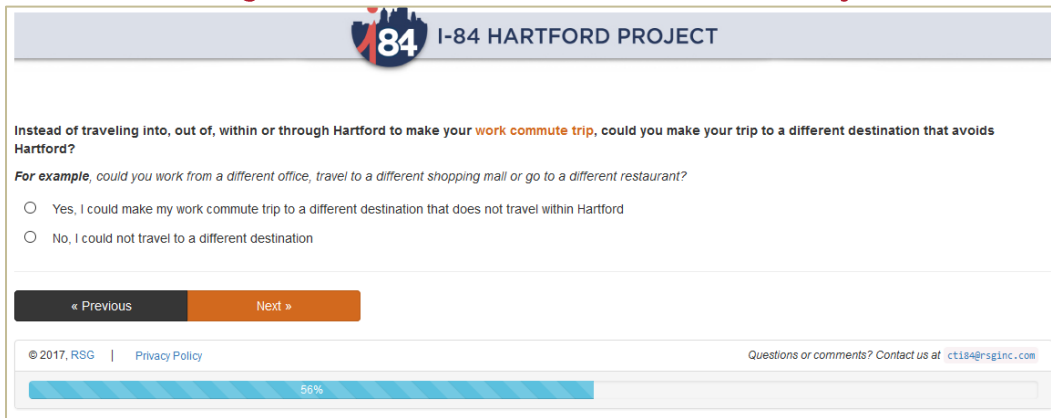 84 I-84 HARTFORD PROJECT
Instead of traveling into, out of, within or through Hartford to make your work commute trip, could you make your trip to a different destination that avoids
Hartford?
For example, could you work from a different office, travel to a different shopping mall or go to a different restaurant?
Yes, I could make my work commute trip to a different destination that does not travel within Hartford
No, I could not travel to a different destination
« Previous Next »
© 2017, RSG | Privacy Policy Questions or comments? Contact us at cti84@rsginc.com
56%